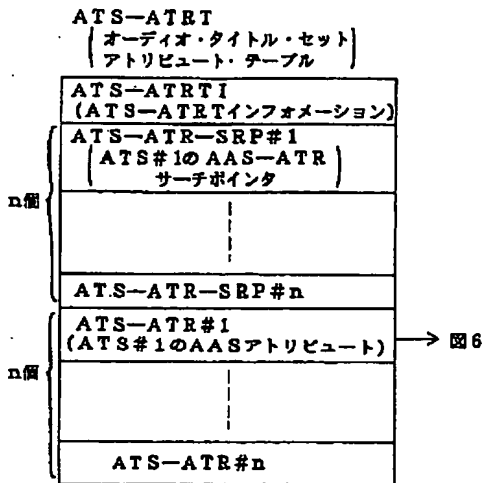 ATS—ATRT
(オーディオ・タイトル・セット
アトリビュート・テーブル)
ATS—ATRTI
(ATS—ATRTインフォメーション)
n個
ATS—ATR—SRP#1
(ATS#1のAAS—ATR
サーチポインタ)
ATS—ATR—SRP#n
n個
ATS—ATR#1
(ATS#1のAASアトリビュート)
→ 図6
ATS—ATR#n